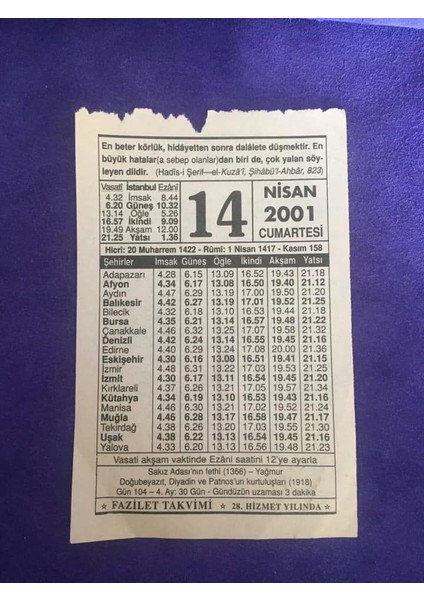 En beter körlük, hidâyetten sonra dalâlete düşmektir. En
büyük hatalar(a sebep olanlar)dan biri de, çok yalan söy-
leyen dildir. (Hadîs-i Şerif—el-Kuzâ'î, Şihâbü'l-Ahbâr, 823)
Vasatî İstanbul Ezânî
4.32 İmsak 8.44
6.20 Güneş 10.32
13.14 Öğle 5.26
16.57 İkindi 9.09
19.49 Akşam 12.00
21.25 Yatsı 1.36
14
NİSAN
2001
CUMARTESİ
Hicrî: 20 Muharrem 1422 - Rûmî: 1 Nisan 1417 - Kasım 158
Şehirler İmsak Güneş Öğle İkindi Akşam Yatsı
Adapazarı 4.28 6.15 13.09 16.52 19.43 21.18
Afyon 4.34 6.17 13.08 16.50 19.40 21.12
Aydın 4.47 6.29 13.19 17.00 19.50 21.20
Balıkesir 4.42 6.27 13.19 17.01 19.52 21.25
Bilecik 4.32 6.18 13.10 16.53 19.44 21.18
Bursa 4.35 6.21 13.14 16.57 19.48 21.22
Çanakkale 4.46 6.32 13.25 17.07 19.58 21.32
Denizli 4.42 6.24 13.14 16.55 19.45 21.16
Edirne 4.40 6.29 13.24 17.08 20.00 21.36
Eskişehir 4.30 6.16 13.08 16.51 19.41 21.15
İzmir 4.48 6.31 13.22 17.03 19.53 21.25
İzmit 4.30 6.17 13.11 16.54 19.45 21.20
Kırklareli 4.37 6.26 13.21 17.05 19.57 21.34
Kütahya 4.34 6.19 13.10 16.53 19.43 21.16
Manisa 4.46 6.30 13.21 17.02 19.52 21.24
Muğla 4.46 6.28 13.17 16.58 19.47 21.17
Tekirdağ 4.38 6.26 13.20 17.03 19.55 21.30
Uşak 4.38 6.22 13.13 16.54 19.45 21.16
Yalova 4.33 6.20 13.13 16.56 19.48 21.23
Vasati akşam vaktinde Ezâni saatini 12'ye ayarla
Sakız Adası'nın fethi (1366) – Yağmur
Doğubeyazıt, Diyadin ve Patnos'un kurtuluşları (1918)
Gün 104 – 4. Ay: 30 Gün - Gündüzün uzaması 3 dakika
★ FAZİLET TAKVİMİ ★ 28. HİZMET YILINDA ★